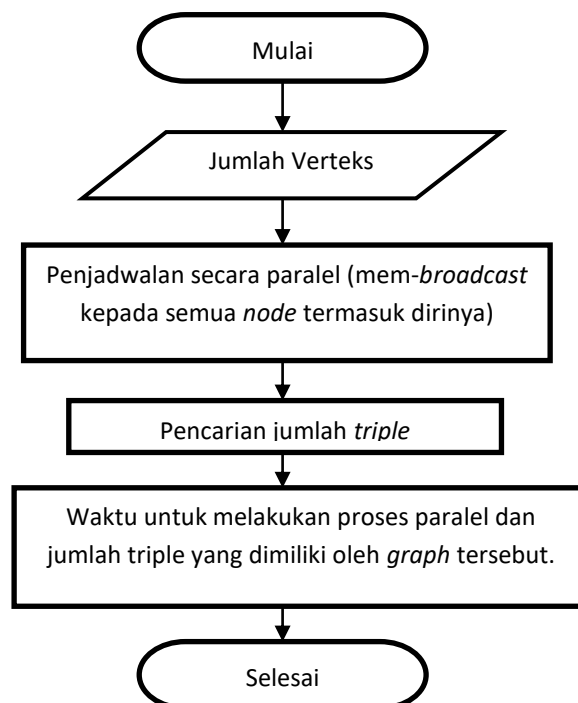 Mulai
Jumlah Verteks
Penjadwalan secara paralel (mem-broadcast
kepada semua node termasuk dirinya)
Pencarian jumlah triple
Waktu untuk melakukan proses paralel dan
jumlah triple yang dimiliki oleh graph tersebut.
Selesai